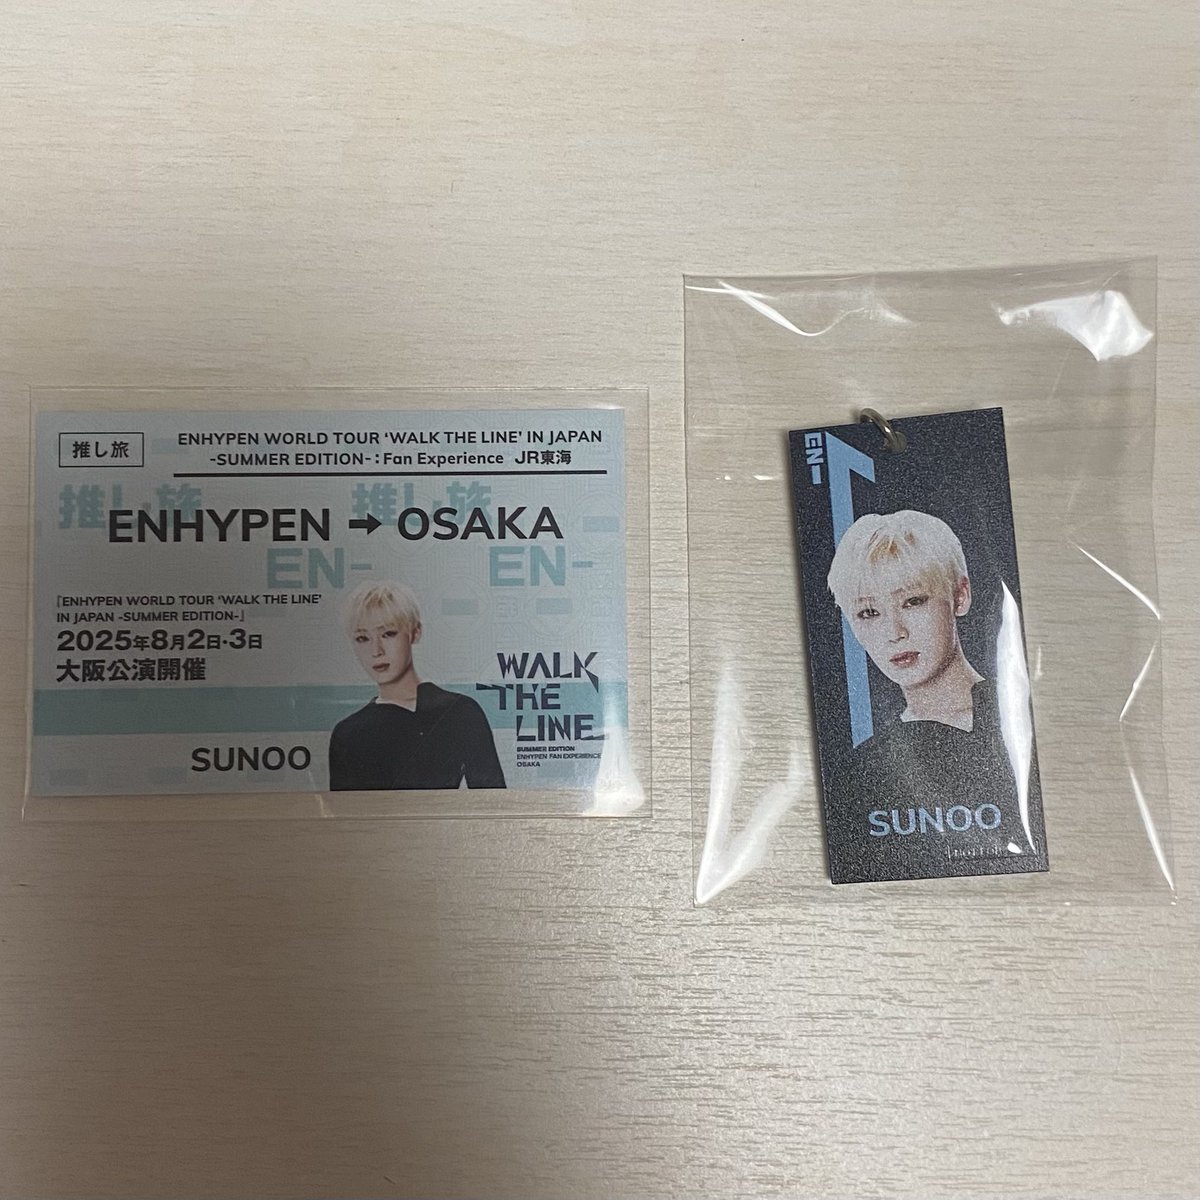 推し旅
ENHYPEN WORLD TOUR ‘WALK THE LINE’ IN JAPAN
-SUMMER EDITION-：Fan Experience JR東海
推し旅 推し旅
ENHYPEN → OSAKA
EN- EN-
『ENHYPEN WORLD TOUR ‘WALK THE LINE’
IN JAPAN -SUMMER EDITION-』
2025年8月2日・3日
大阪公演開催
SUNOO
WALK
THE
LINE
SUMMER EDITION
ENHYPEN FAN EXPERIENCE
OSAKA
EN-
SUNOO